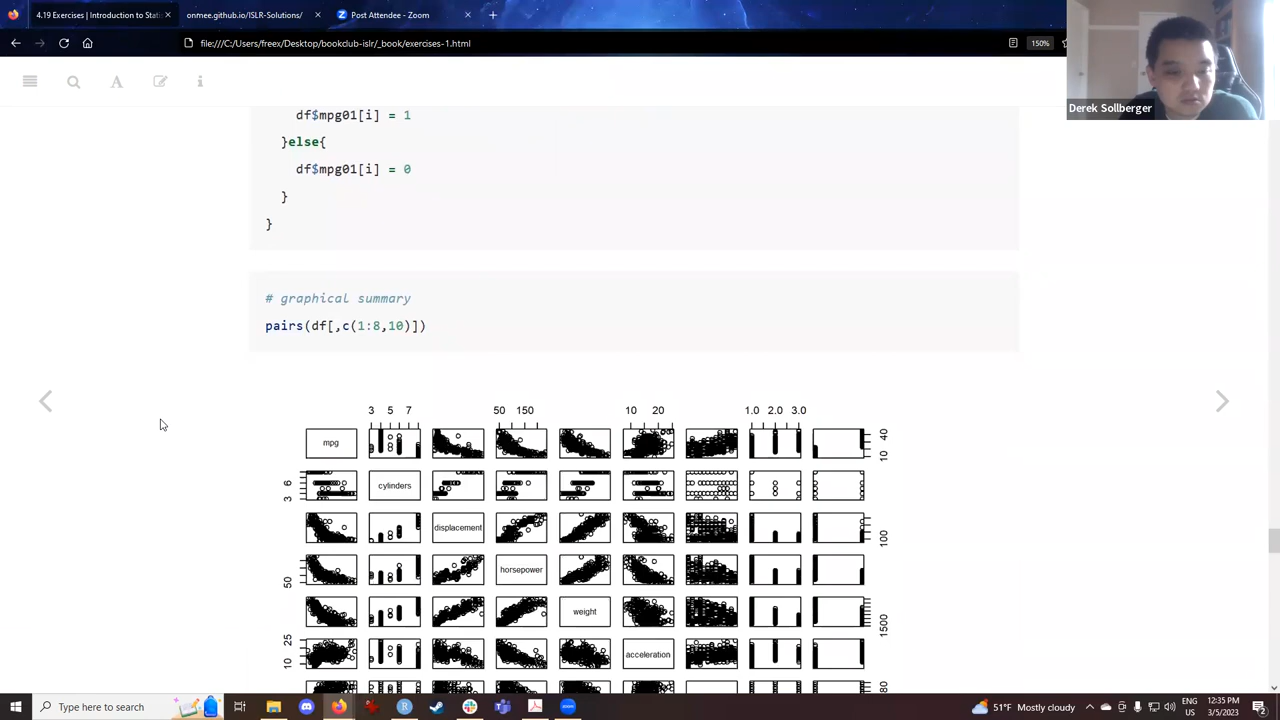 4.19 Exercises | Introduction to Stati
onmee.github.io/ISLR-Solutions/
Post Attendee - Zoom
file:///C:/Users/freex/Desktop/bookclub-islr/_book/exercises-1.html
150%
Derek Sollberger
df$mpg01[i] = 1
}else{
df$mpg01[i] = 0
}
}
# graphical summary
pairs(df[,c(1:8,10)])
3 5 7
50 150
10 20
1.0 2.0 3.0
mpg
10 40
3 6
cylinders
displacement
100
50
horsepower
weight
1500
10 25
acceleration
80
Type here to search
51°F Mostly cloudy
ENG
US
12:35 PM
3/5/2023
2